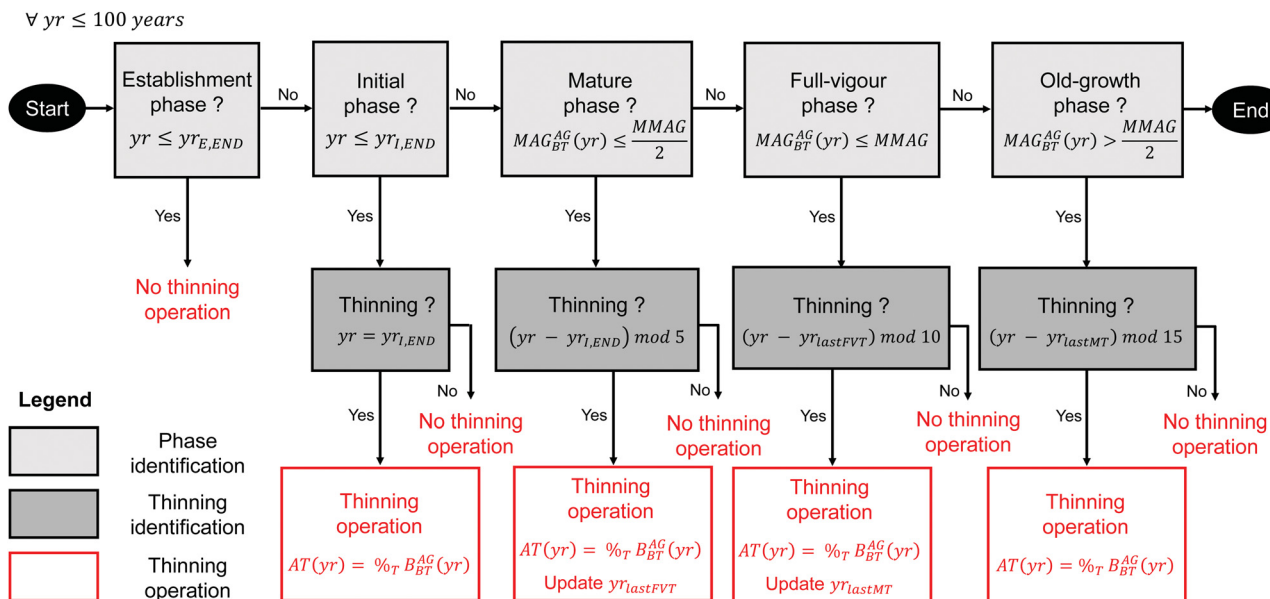 ∀ yr ≤ 100 years
Start
Establishment
phase ?
yr ≤ yr_{E,END}
No
Initial
phase ?
yr ≤ yr_{I,END}
No
Mature
phase ?
MAG_{BT}^{AG}(yr) ≤ \frac{MMAG}{2}
No
Full-vigour
phase ?
MAG_{BT}^{AG}(yr) ≤ MMAG
No
Old-growth
phase ?
MAG_{BT}^{AG}(yr) > \frac{MMAG}{2}
End
Yes
Yes
Yes
Yes
Yes
No thinning
operation
Thinning ?
yr = yr_{I,END}
Thinning ?
(yr − yr_{I,END}) mod 5
Thinning ?
(yr − yr_{lastFVT}) mod 10
Thinning ?
(yr − yr_{lastMT}) mod 15
Yes
No
No thinning
operation
Yes
No
No thinning
operation
Yes
No
No thinning
operation
Yes
No
No thinning
operation
Thinning
operation
AT(yr) = %_T B_{BT}^{AG}(yr)
Thinning
operation
AT(yr) = %_T B_{BT}^{AG}(yr)
Update yr_{lastFVT}
Thinning
operation
AT(yr) = %_T B_{BT}^{AG}(yr)
Update yr_{lastMT}
Thinning
operation
AT(yr) = %_T B_{BT}^{AG}(yr)
Legend
Phase
identification
Thinning
identification
Thinning
operation